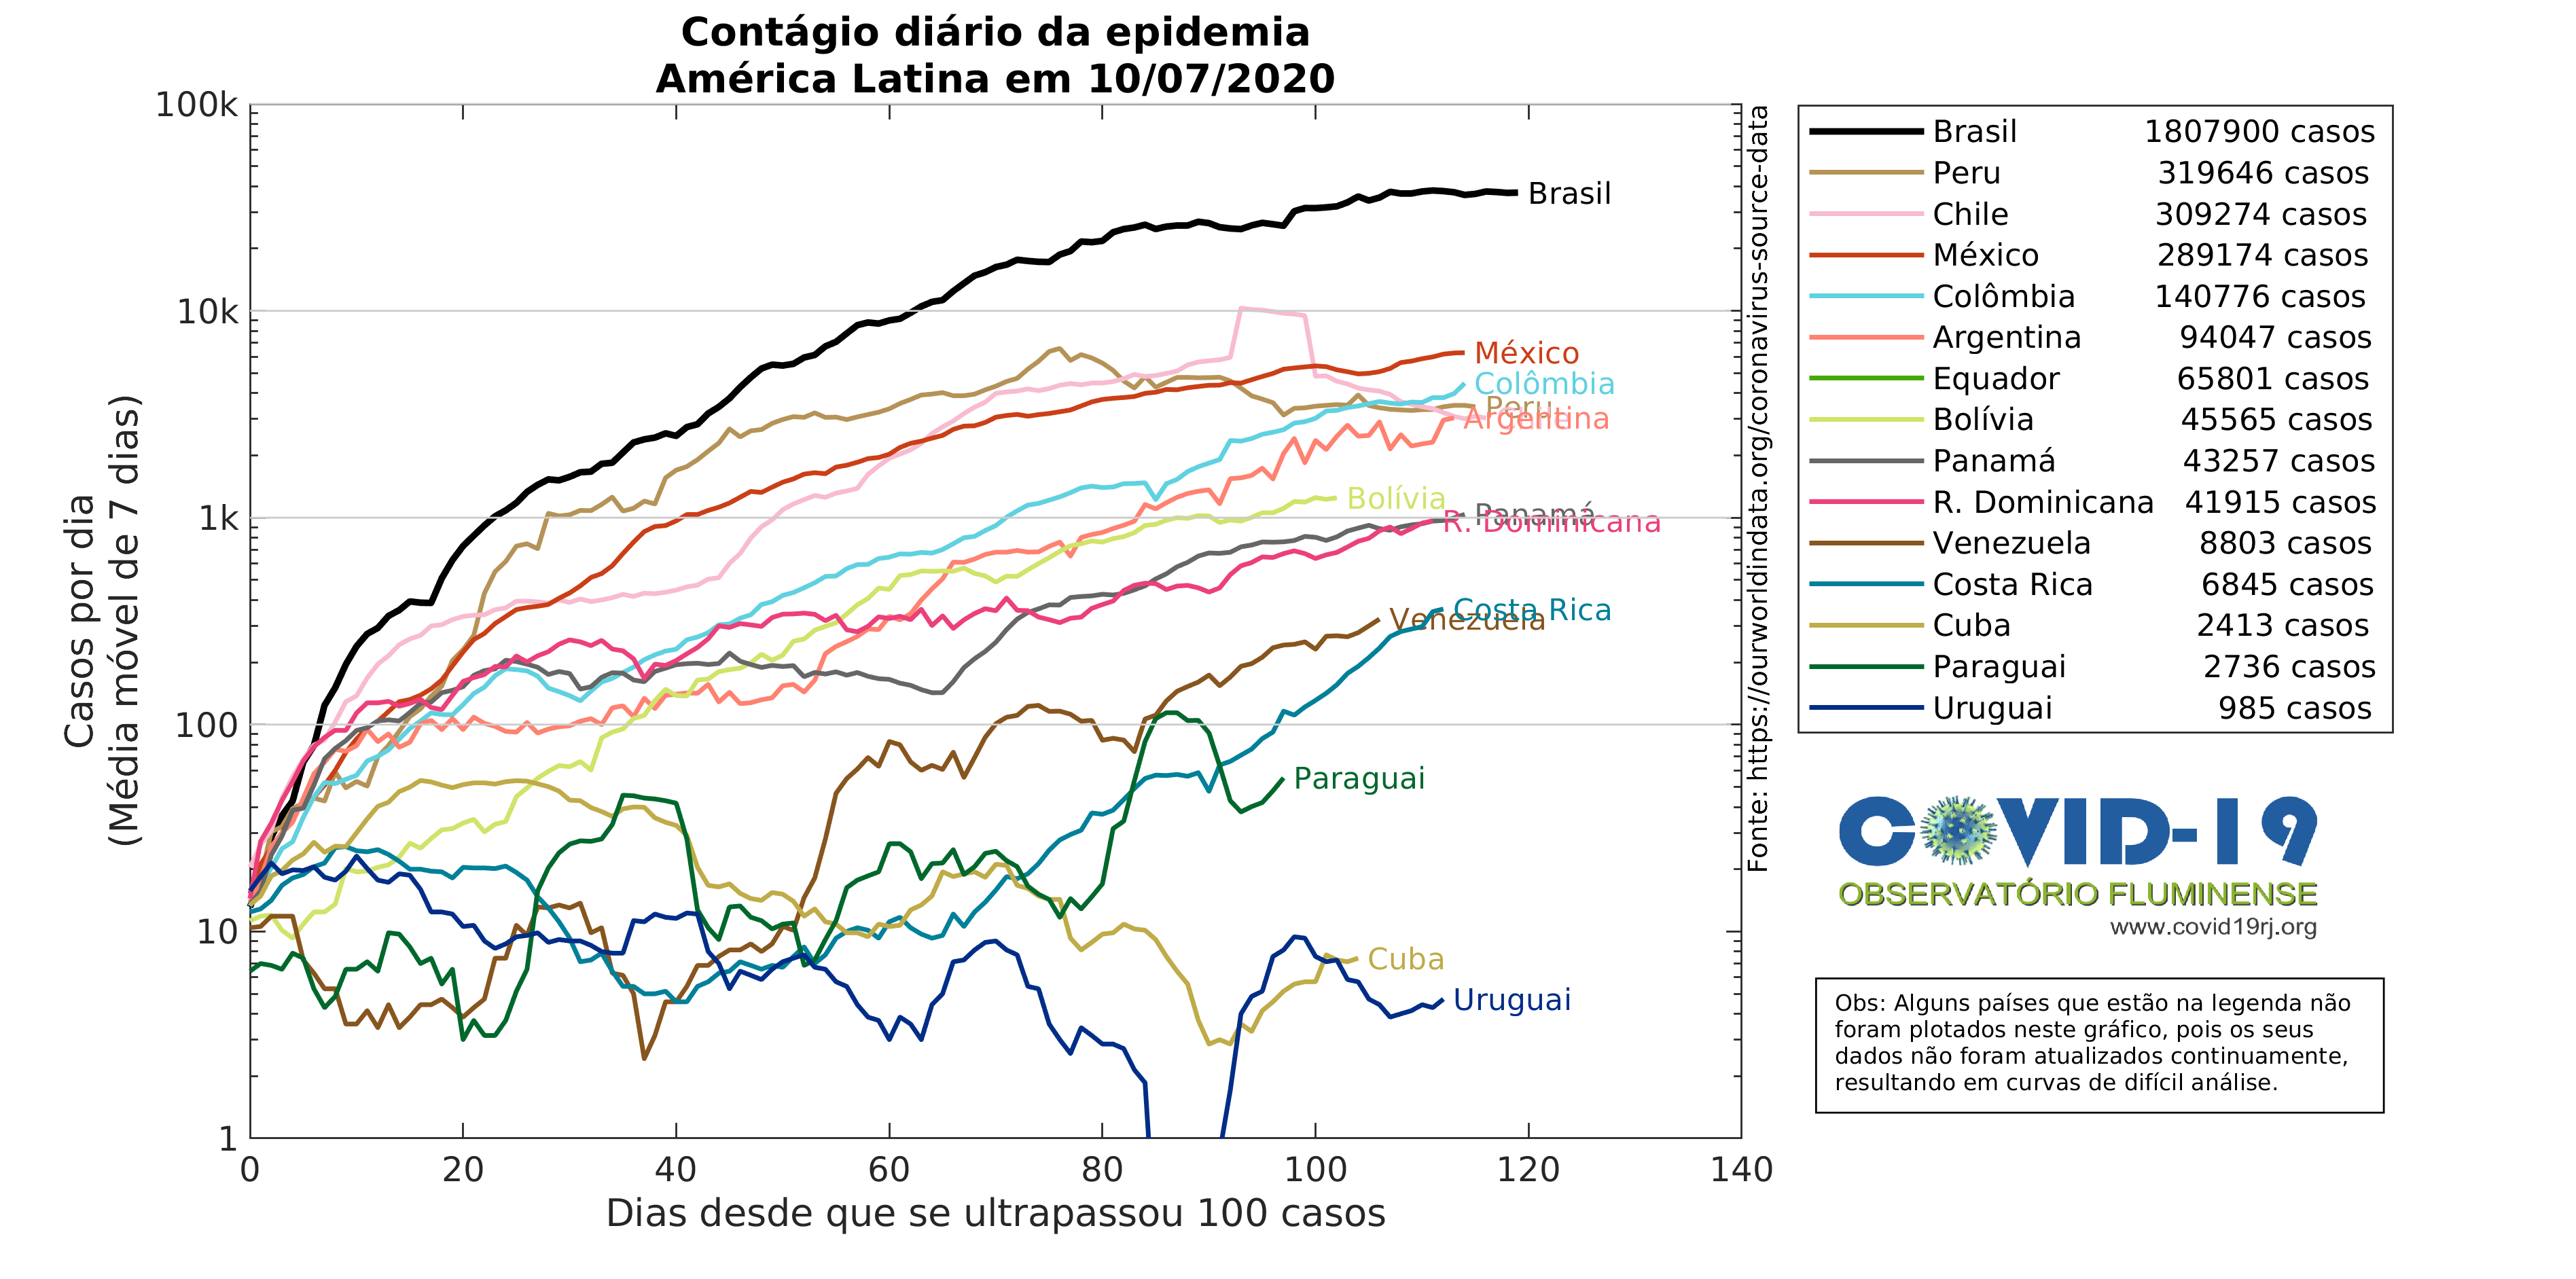 Contágio diário da epidemia
América Latina em 10/07/2020
Casos por dia
(Média móvel de 7 dias)
100k
10k
1k
100
10
1
0
20
40
60
80
100
120
140
Dias desde que se ultrapassou 100 casos
Brasil
México
Colômbia
Peru
Chile
Argentina
Bolívia
Panamá
R. Dominicana
Costa Rica
Venezuela
Paraguai
Cuba
Uruguai
Fonte: https://ourworldindata.org/coronavirus-source-data
Brasil 1807900 casos
Peru 319646 casos
Chile 309274 casos
México 289174 casos
Colômbia 140776 casos
Argentina 94047 casos
Equador 65801 casos
Bolívia 45565 casos
Panamá 43257 casos
R. Dominicana 41915 casos
Venezuela 8803 casos
Costa Rica 6845 casos
Cuba 2413 casos
Paraguai 2736 casos
Uruguai 985 casos
COVID-19
OBSERVATÓRIO FLUMINENSE
www.covid19rj.org
Obs: Alguns países que estão na legenda não
foram plotados neste gráfico, pois os seus
dados não foram atualizados continuamente,
resultando em curvas de difícil análise.